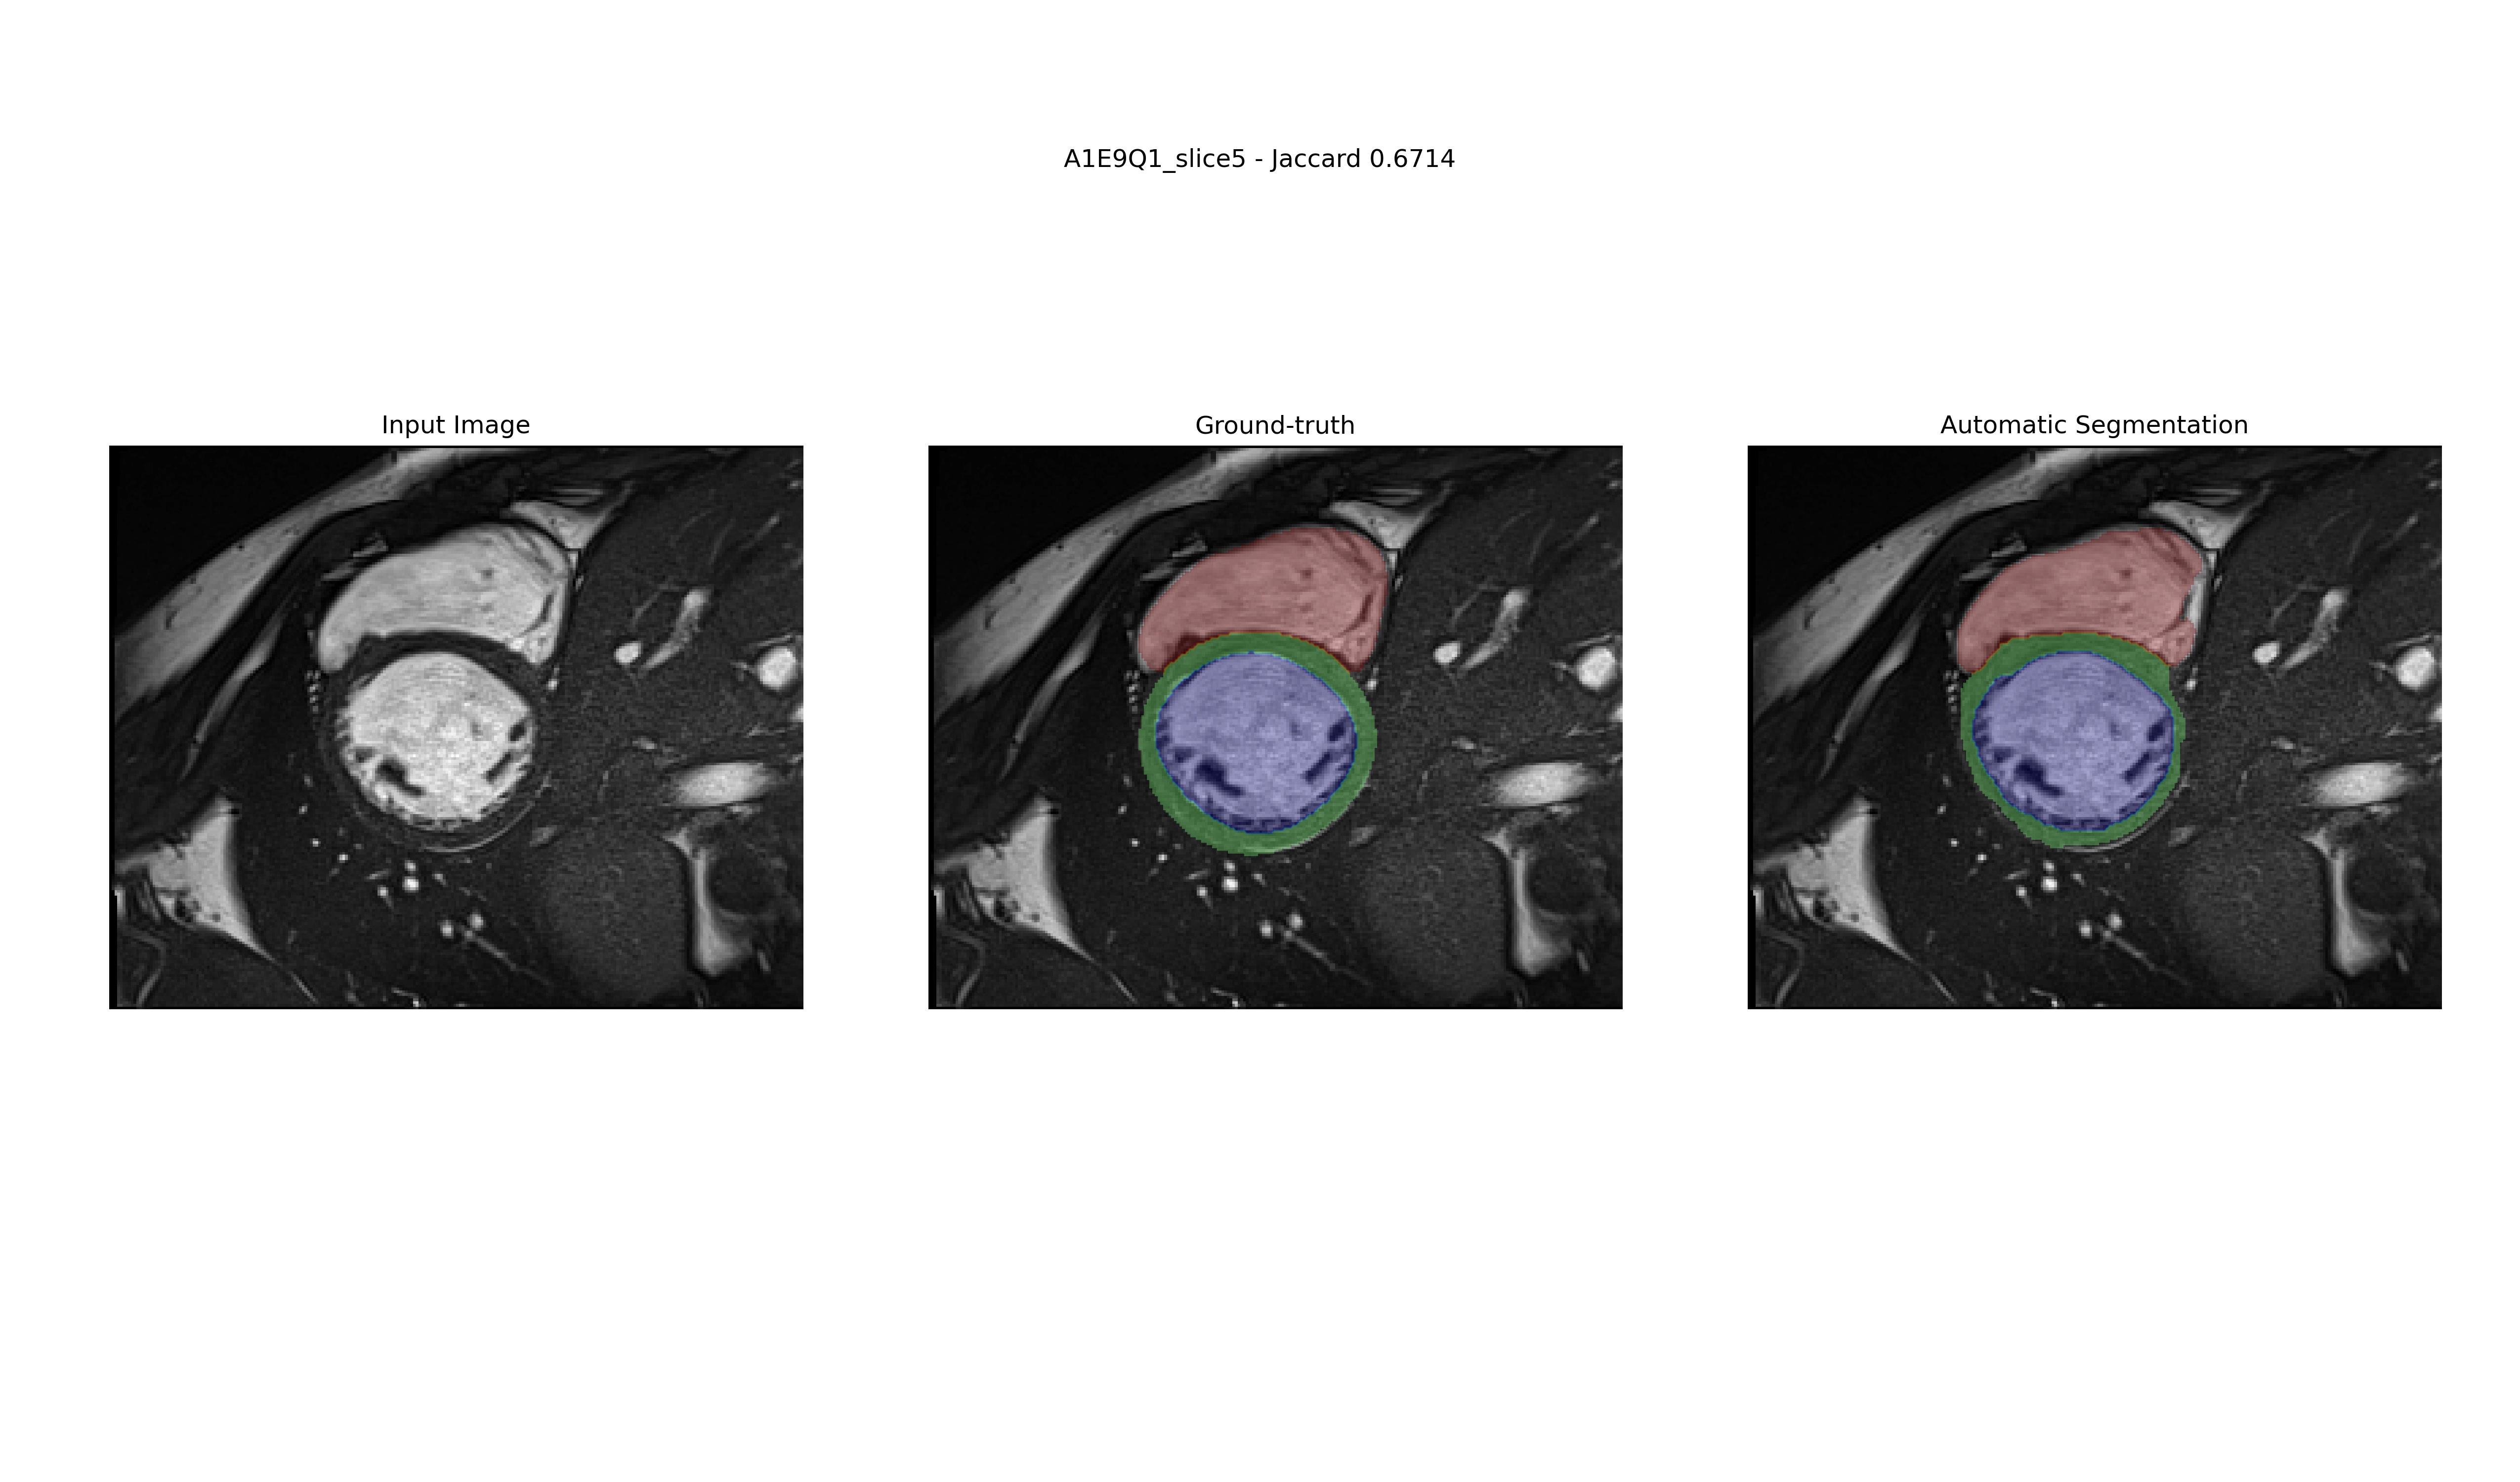 A1E9Q1_slice5 - Jaccard 0.6714
Input Image
Ground-truth
Automatic Segmentation